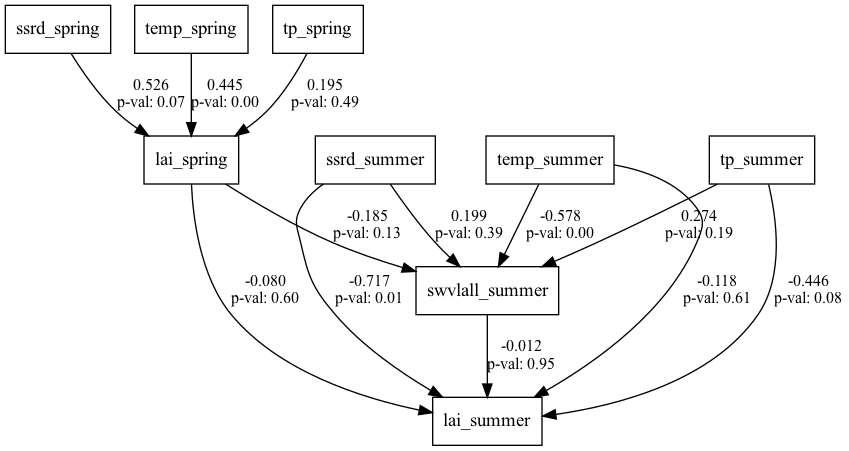 ssrd_spring
temp_spring
tp_spring
0.526
p-val: 0.07
0.445
p-val: 0.00
0.195
p-val: 0.49
lai_spring
ssrd_summer
temp_summer
tp_summer
-0.185
p-val: 0.13
0.199
p-val: 0.39
-0.578
p-val: 0.00
0.274
p-val: 0.19
-0.080
p-val: 0.60
-0.717
p-val: 0.01
swvlall_summer
-0.118
p-val: 0.61
-0.446
p-val: 0.08
-0.012
p-val: 0.95
lai_summer